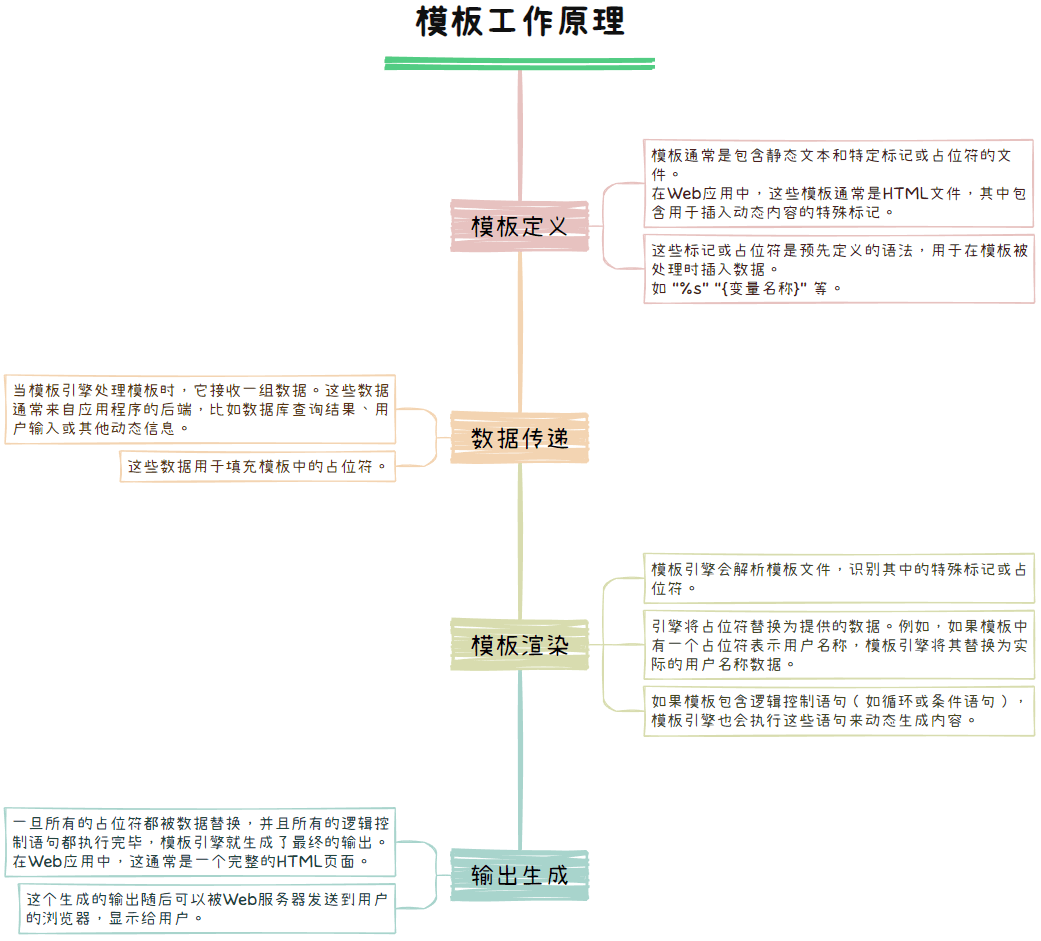 模板工作原理
模板定义
模板通常是包含静态文本和特定标记或占位符的文
件。
在Web应用中，这些模板通常是HTML文件，其中包
含用于插入动态内容的特殊标记。
这些标记或占位符是预先定义的语法，用于在模板被
处理时插入数据。
如 "%s" "{变量名称}" 等。
数据传递
当模板引擎处理模板时，它接收一组数据。这些数据
通常来自应用程序的后端，比如数据库查询结果、用
户输入或其他动态信息。
这些数据用于填充模板中的占位符。
模板渲染
模板引擎会解析模板文件，识别其中的特殊标记或占
位符。
引擎将占位符替换为提供的数据。例如，如果模板中
有一个占位符表示用户名称，模板引擎将其替换为实
际的用户名称数据。
如果模板包含逻辑控制语句（如循环或条件语句），
模板引擎也会执行这些语句来动态生成内容。
输出生成
一旦所有的占位符都被数据替换，并且所有的逻辑控
制语句都执行完毕，模板引擎就生成了最终的输出。
在Web应用中，这通常是一个完整的HTML页面。
这个生成的输出随后可以被Web服务器发送到用户
的浏览器，显示给用户。